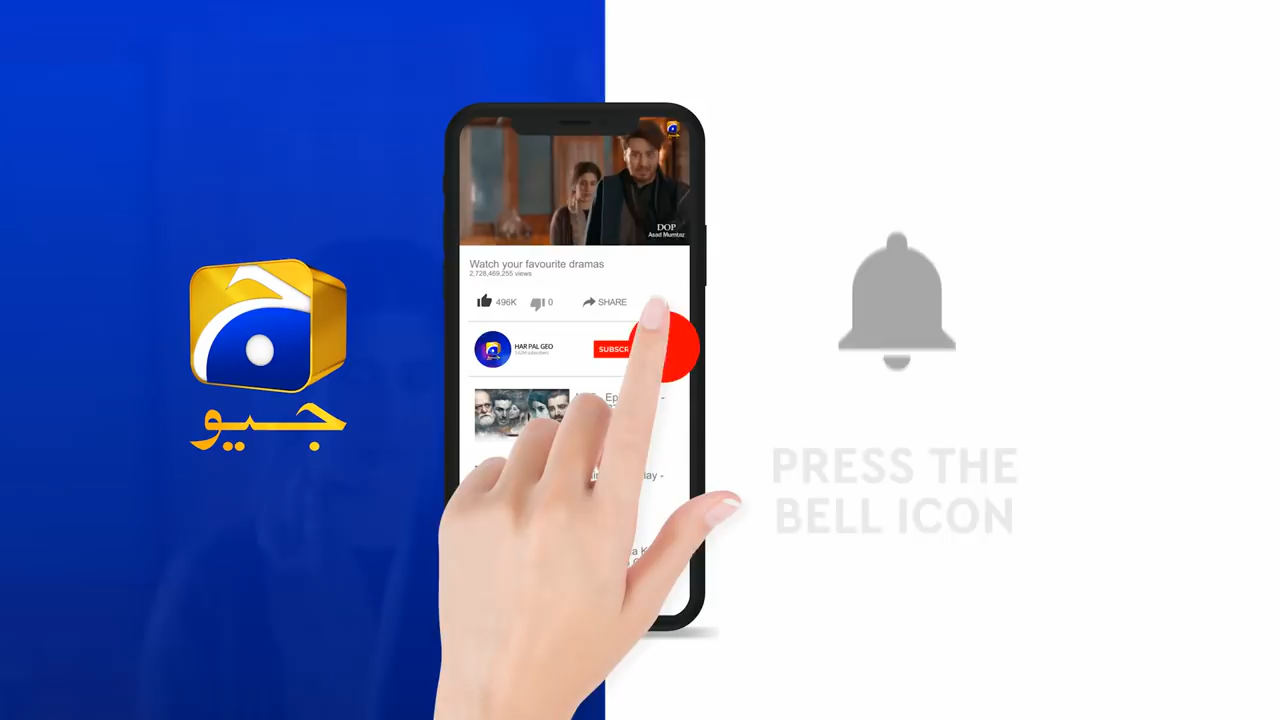 جیو
DOP
Asad Mumtaz
Watch your favourite dramas
2,728,469,255 views
496K
0
SHARE
HAR PAL GEO
SUBSCR
PRESS THE
BELL ICON